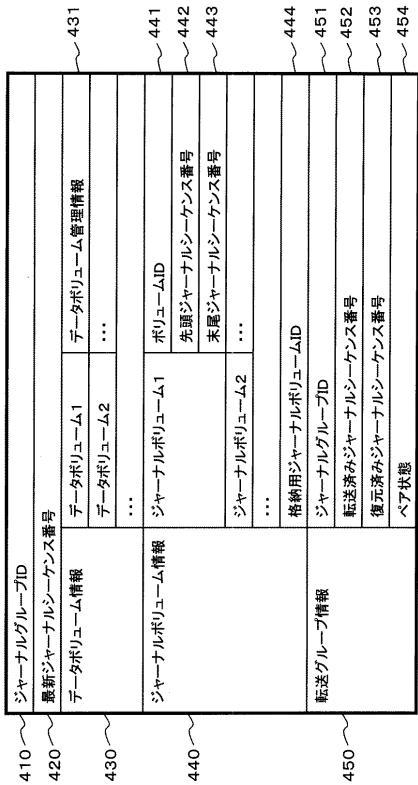 410 ジャーナルグループID
420 最新ジャーナルシーケンス番号
430 データボリューム情報 データボリューム1 データボリューム管理情報 431
データボリューム2 ...
...
440 ジャーナルボリューム情報 ジャーナルボリューム1 ボリュームID 441
先頭ジャーナルシーケンス番号 442
末尾ジャーナルシーケンス番号 443
ジャーナルボリューム2 ...
...
格納用ジャーナルボリュームID 444
450 転送グループ情報 ジャーナルグループID 451
転送済みジャーナルシーケンス番号 452
復元済みジャーナルシーケンス番号 453
ペア状態 454